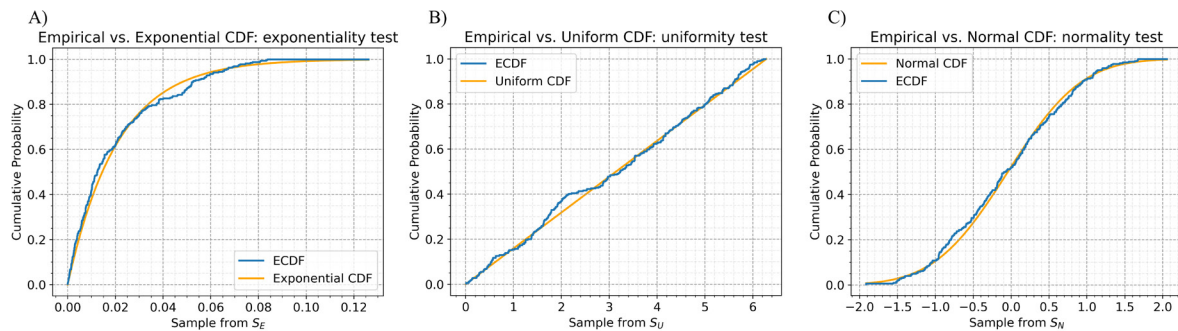 A)
Empirical vs. Exponential CDF: exponentiality test
Cumulative Probability
1.0
0.8
0.6
0.4
0.2
0.0
ECDF
Exponential CDF
0.00 0.02 0.04 0.06 0.08 0.10 0.12
Sample from S_E
B)
Empirical vs. Uniform CDF: uniformity test
Cumulative Probability
1.0
0.8
0.6
0.4
0.2
0.0
ECDF
Uniform CDF
0 1 2 3 4 5 6
Sample from S_U
C)
Empirical vs. Normal CDF: normality test
Cumulative Probability
1.0
0.8
0.6
0.4
0.2
0.0
Normal CDF
ECDF
−2.0 −1.5 −1.0 −0.5 0.0 0.5 1.0 1.5 2.0
Sample from S_N